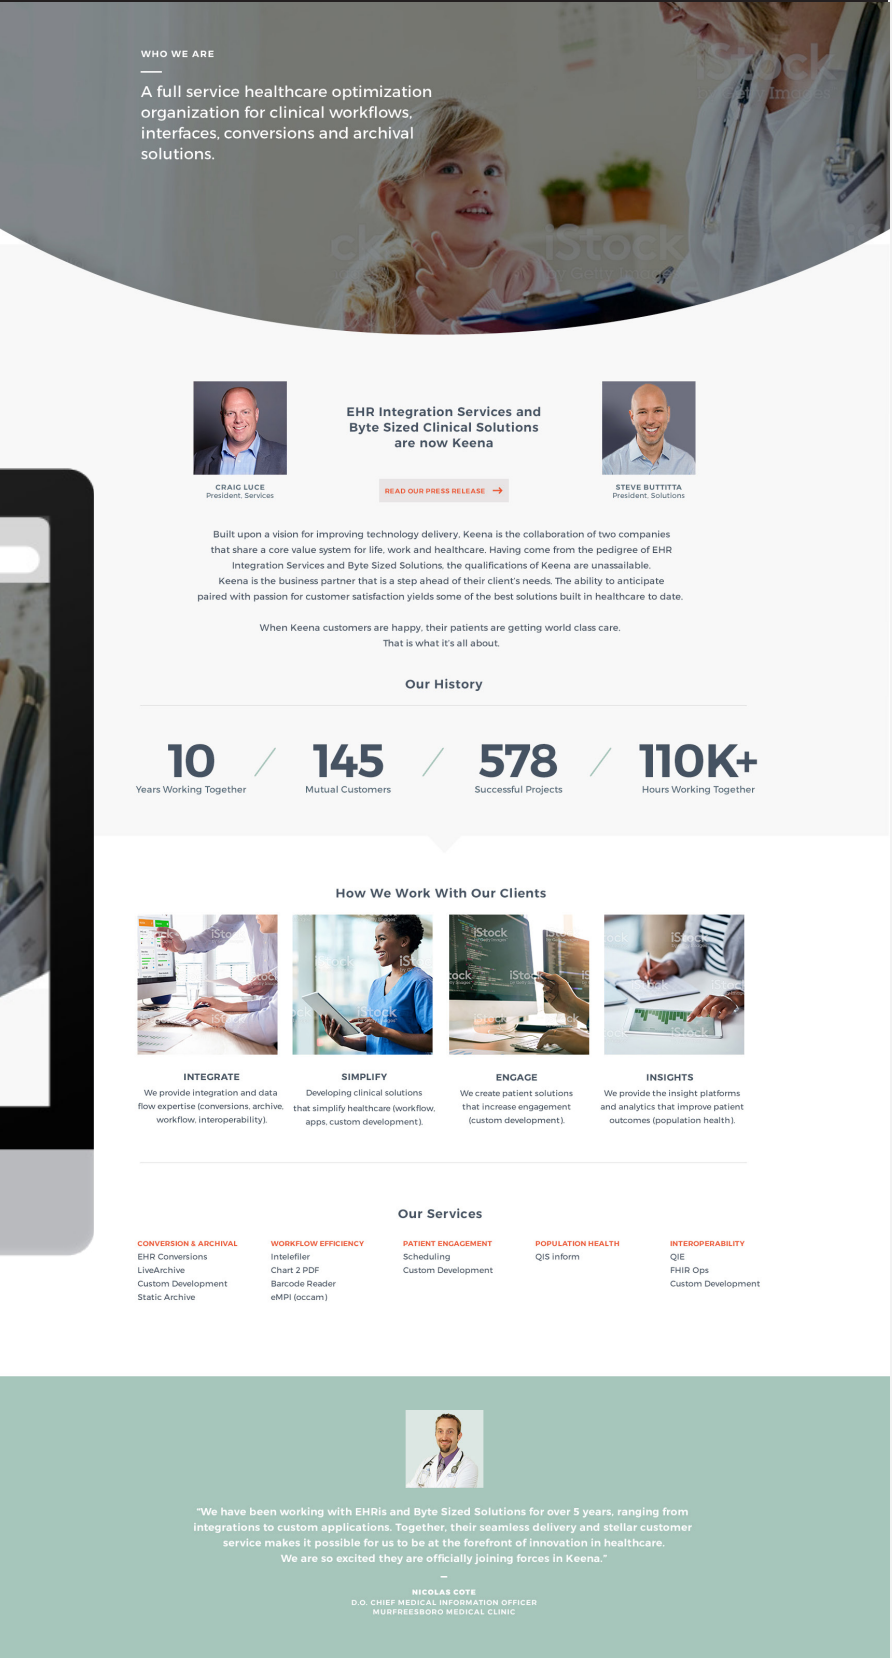 WHO WE ARE
A full service healthcare optimization
organization for clinical workflows,
interfaces, conversions and archival
solutions.
iStock
by Getty Images
iStock
by Getty Images
EHR Integration Services and
Byte Sized Clinical Solutions
are now Keena
CRAIG LUCE
President, Services
READ OUR PRESS RELEASE →
STEVE BUTTITTA
President, Solutions
Built upon a vision for improving technology delivery, Keena is the collaboration of two companies
that share a core value system for life, work and healthcare. Having come from the pedigree of EHR
Integration Services and Byte Sized Solutions, the qualifications of Keena are unassailable.
Keena is the business partner that is a step ahead of their client's needs. The ability to anticipate
paired with passion for customer satisfaction yields some of the best solutions built in healthcare to date.
When Keena customers are happy, their patients are getting world class care.
That is what it's all about.
Our History
10 / 145 / 578 / 110K+
Years Working Together Mutual Customers Successful Projects Hours Working Together
How We Work With Our Clients
iStock
iStock
iStock
iStock
iStock
INTEGRATE
We provide integration and data
flow expertise (conversions, archive,
workflow, interoperability).
SIMPLIFY
Developing clinical solutions
that simplify healthcare (workflow,
apps, custom development).
ENGAGE
We create patient solutions
that increase engagement
(custom development).
INSIGHTS
We provide the insight platforms
and analytics that improve patient
outcomes (population health).
Our Services
CONVERSION & ARCHIVAL
EHR Conversions
LiveArchive
Custom Development
Static Archive
WORKFLOW EFFICIENCY
Intelefiler
Chart 2 PDF
Barcode Reader
eMPI (occam)
PATIENT ENGAGEMENT
Scheduling
Custom Development
POPULATION HEALTH
QIS inform
INTEROPERABILITY
QIE
FHIR Ops
Custom Development
"We have been working with EHRis and Byte Sized Solutions for over 5 years, ranging from
integrations to custom applications. Together, their seamless delivery and stellar customer
service makes it possible for us to be at the forefront of innovation in healthcare.
We are so excited they are officially joining forces in Keena."
NICOLAS COTE
D.O. CHIEF MEDICAL INFORMATION OFFICER
MURFREESBORO MEDICAL CLINIC